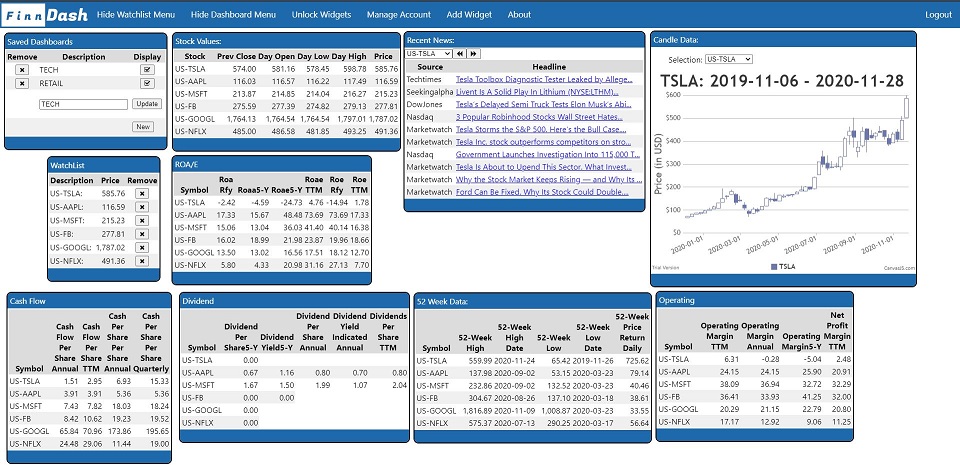 FinnDash Hide Watchlist Menu Hide Dashboard Menu Unlock Widgets Manage Account Add Widget About Logout
Saved Dashboards
Remove Description Display
TECH
RETAIL
TECH Update
New
Stock Values:
Stock Prev Close Day Open Day Low Day High Price
US-TSLA 574.00 581.16 578.45 598.78 585.76
US-AAPL 116.03 116.57 116.22 117.49 116.59
US-MSFT 213.87 214.85 214.04 216.27 215.23
US-FB 275.59 277.39 274.82 279.13 277.81
US-GOOGL 1,764.13 1,764.54 1,764.54 1,797.01 1,787.02
US-NFLX 485.00 486.58 481.85 493.25 491.36
Recent News:
US-TSLA
Source Headline
Techtimes Tesla Toolbox Diagnostic Tester Leaked by Allege...
Seekingalpha Livent Is A Solid Play In Lithium (NYSE:LTHM)...
DowJones Tesla's Delayed Semi Truck Tests Elon Musk's Abi...
Nasdaq 3 Popular Robinhood Stocks Wall Street Hates...
Marketwatch Tesla Storms the S&P 500. Here's the Bull Case...
Marketwatch Tesla Inc. stock outperforms competitors on stro...
Nasdaq Government Launches Investigation Into 115,000 T...
Marketwatch Tesla Is About to Upend This Sector. What Invest...
Marketwatch Why the Stock Market Keeps Rising — and Why Its ...
Marketwatch Ford Can Be Fixed. Why Its Stock Could Double...
Candle Data:
Selection: US-TSLA
TSLA: 2019-11-06 - 2020-11-28
Price (in USD)
$600
$500
$400
$300
$200
$100
$0
2020-01-01 2020-03-01 2020-05-01 2020-07-01 2020-09-01 2020-11-01
TSLA
Trial Version CanvasJS.com
WatchList
Description Price Remove
US-TSLA: 585.76
US-AAPL: 116.59
US-MSFT: 215.23
US-FB: 277.81
US-GOOGL: 1,787.02
US-NFLX: 491.36
ROA/E
Symbol Roa Rfy Roaa5-Y Roae5-Y Roae TTM Roe Rfy Roe TTM
US-TSLA -2.42 -4.59 -24.73 4.76 -14.94 1.78
US-AAPL 17.33 15.67 48.48 73.69 73.69 17.33
US-MSFT 15.06 13.04 36.03 41.40 40.14 16.38
US-FB 16.02 18.99 21.98 23.87 19.96 18.66
US-GOOGL 13.50 13.02 16.56 17.51 18.12 12.70
US-NFLX 5.80 4.33 20.98 31.16 27.13 7.70
Cash Flow
Symbol Cash Flow Per Share Annual Cash Flow Per Share TTM Cash Per Share Annual Cash Per Share Quarterly
US-TSLA 1.51 2.95 6.93 15.33
US-AAPL 3.91 3.91 5.36 5.36
US-MSFT 7.43 7.82 18.03 18.24
US-FB 8.42 10.62 19.23 19.52
US-GOOGL 65.84 70.96 173.86 195.65
US-NFLX 24.48 29.06 11.44 19.00
Dividend
Symbol Dividend Per Share5-Y Dividend Yield5-Y Dividend Per Share Annual Dividend Yield Indicated Annual Dividends Per Share TTM
US-TSLA 0.00
US-AAPL 0.67 1.16 0.80 0.70 0.80
US-MSFT 1.67 1.50 1.99 1.07 2.04
US-FB 0.00 0.00
US-GOOGL 0.00
US-NFLX 0.00
52 Week Data:
Symbol 52-Week High 52-Week High Date 52-Week Low 52-Week Low Date 52-Week Price Return Daily
US-TSLA 559.99 2020-11-24 65.42 2019-11-26 725.62
US-AAPL 137.98 2020-09-02 53.15 2020-03-23 79.14
US-MSFT 232.86 2020-09-02 132.52 2020-03-23 40.46
US-FB 304.67 2020-08-26 137.10 2020-03-18 38.61
US-GOOGL 1,816.89 2020-11-09 1,008.87 2020-03-23 33.55
US-NFLX 575.37 2020-07-13 290.25 2020-03-17 56.64
Operating
Symbol Operating Margin TTM Operating Margin Annual Operating Margin5-Y Net Profit Margin TTM
US-TSLA 6.31 -0.28 -5.04 2.48
US-AAPL 24.15 24.15 25.90 20.91
US-MSFT 38.09 36.94 32.72 32.29
US-FB 36.41 33.93 41.25 32.00
US-GOOGL 20.29 21.15 22.79 20.80
US-NFLX 17.17 12.92 9.06 11.25